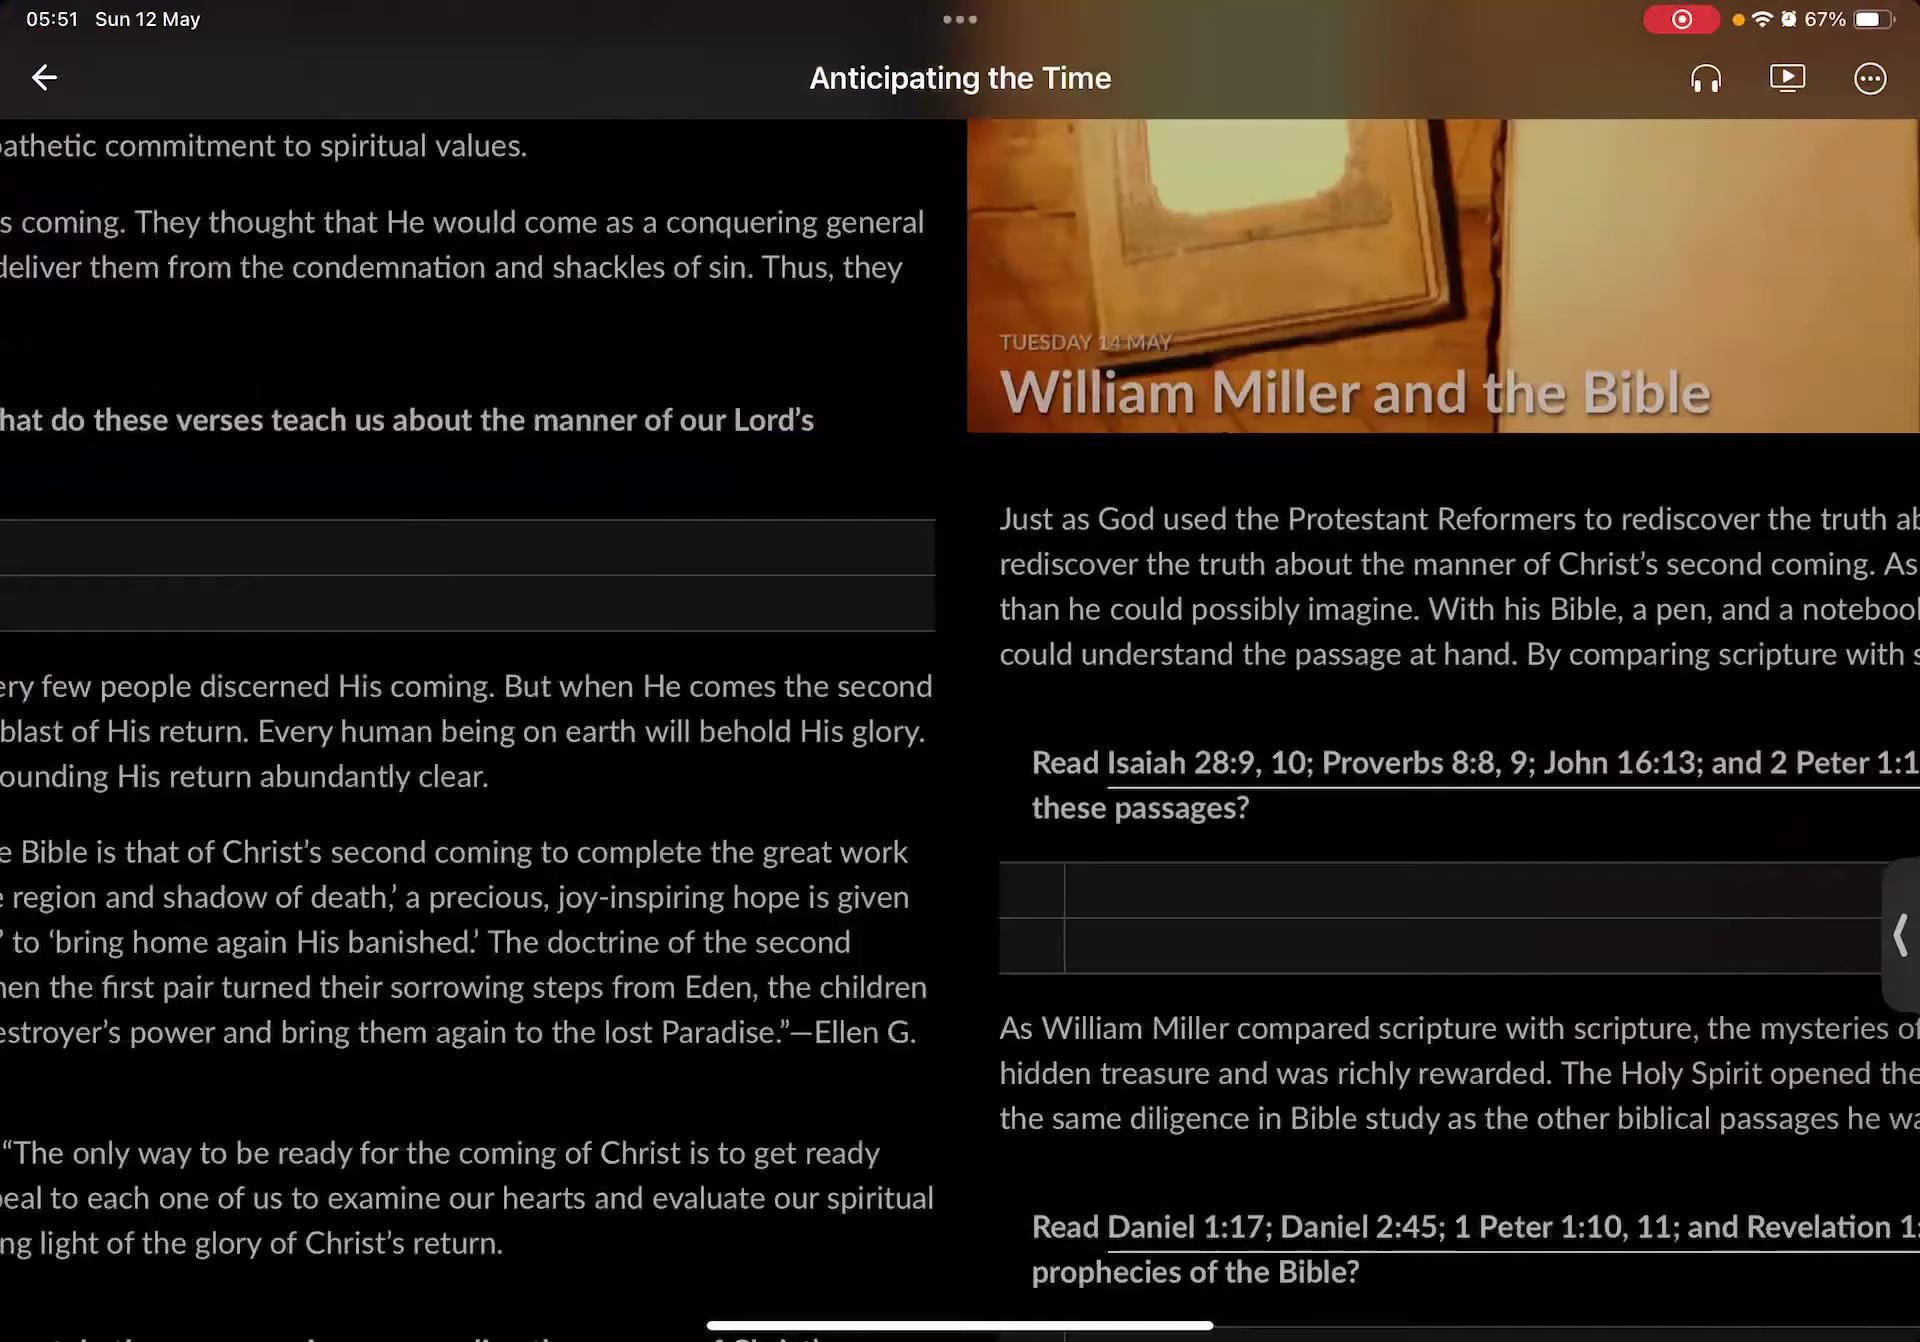 05:51 Sun 12 May
67%
Anticipating the Time
athetic commitment to spiritual values.
s coming. They thought that He would come as a conquering general
deliver them from the condemnation and shackles of sin. Thus, they
hat do these verses teach us about the manner of our Lord’s
ery few people discerned His coming. But when He comes the second
blast of His return. Every human being on earth will behold His glory.
ounding His return abundantly clear.
e Bible is that of Christ’s second coming to complete the great work
e region and shadow of death,’ a precious, joy-inspiring hope is given
’ to ‘bring home again His banished.’ The doctrine of the second
hen the first pair turned their sorrowing steps from Eden, the children
estroyer’s power and bring them again to the lost Paradise.”—Ellen G.
“The only way to be ready for the coming of Christ is to get ready
peal to each one of us to examine our hearts and evaluate our spiritual
ng light of the glory of Christ’s return.
TUESDAY 14 MAY
William Miller and the Bible
Just as God used the Protestant Reformers to rediscover the truth ab
rediscover the truth about the manner of Christ’s second coming. As
than he could possibly imagine. With his Bible, a pen, and a notebook
could understand the passage at hand. By comparing scripture with s
Read Isaiah 28:9, 10; Proverbs 8:8, 9; John 16:13; and 2 Peter 1:1
these passages?
As William Miller compared scripture with scripture, the mysteries of
hidden treasure and was richly rewarded. The Holy Spirit opened the
the same diligence in Bible study as the other biblical passages he wa
Read Daniel 1:17; Daniel 2:45; 1 Peter 1:10, 11; and Revelation 1:
prophecies of the Bible?